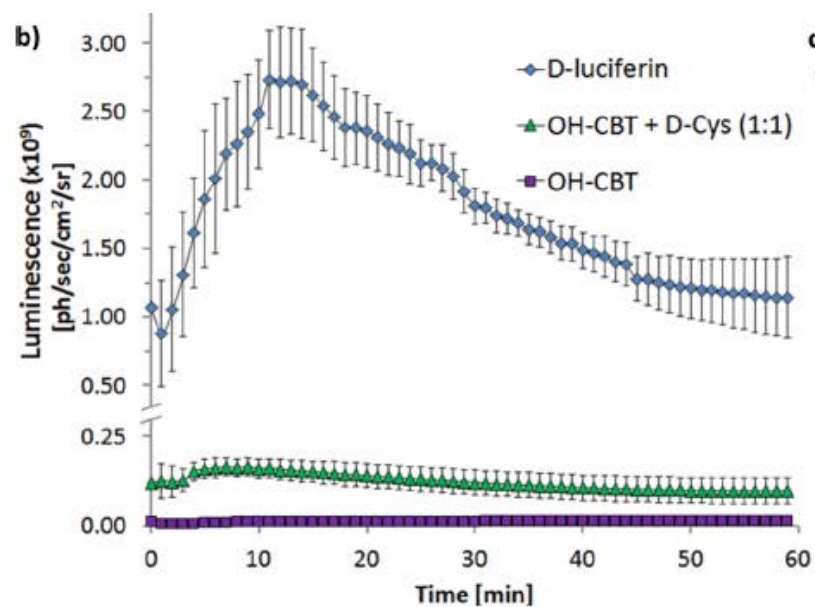 b)
3.00
2.50
2.00
1.50
1.00
0.50
0.25
0.00
Luminescence (x10⁹)
[ph/sec/cm²/sr]
D-luciferin
OH-CBT + D-Cys (1:1)
OH-CBT
0 10 20 30 40 50 60
Time [min]